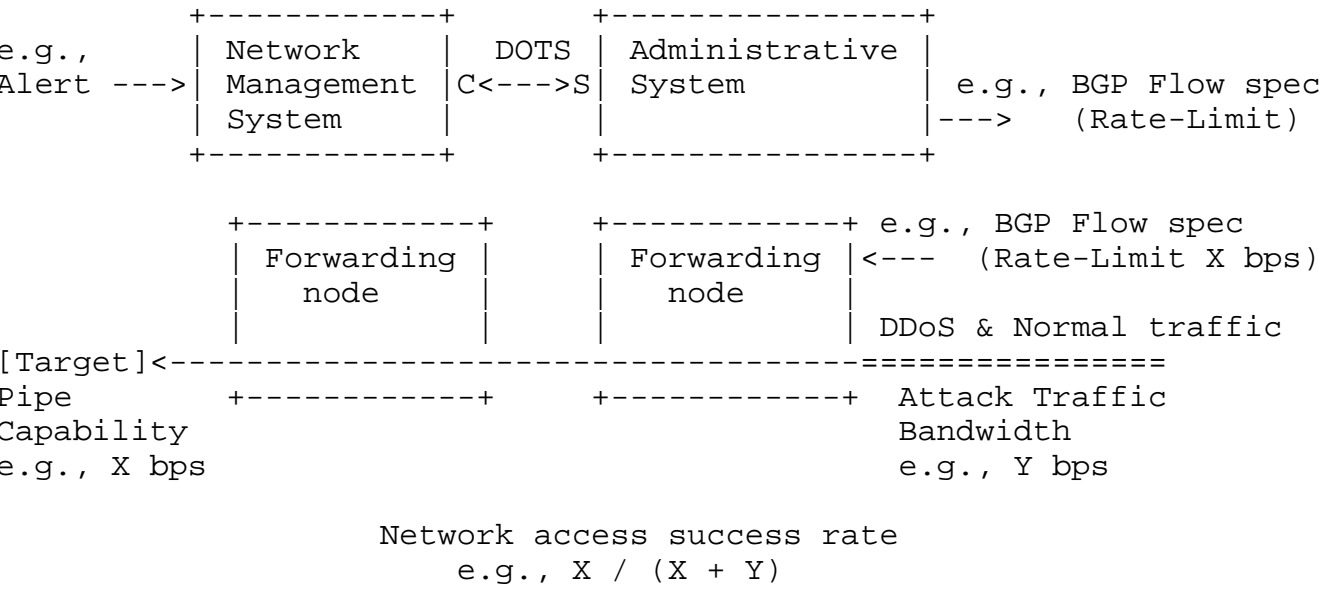 +------------+       +----------------+
e.g.,    | Network    | DOTS | Administrative |
Alert --->| Management |C<--->S| System         | e.g., BGP Flow spec
         | System     |       |                |---> (Rate-Limit)
         +------------+       +----------------+
+------------+ +------------+ e.g., BGP Flow spec
| Forwarding | | Forwarding |<--- (Rate-Limit X bps)
| node | | node |
| | | | DDoS & Normal traffic
[Target]<------------------------------------================
Pipe +------------+ +------------+ Attack Traffic
Capability Bandwidth
e.g., X bps e.g., Y bps
Network access success rate
e.g., X / (X + Y)